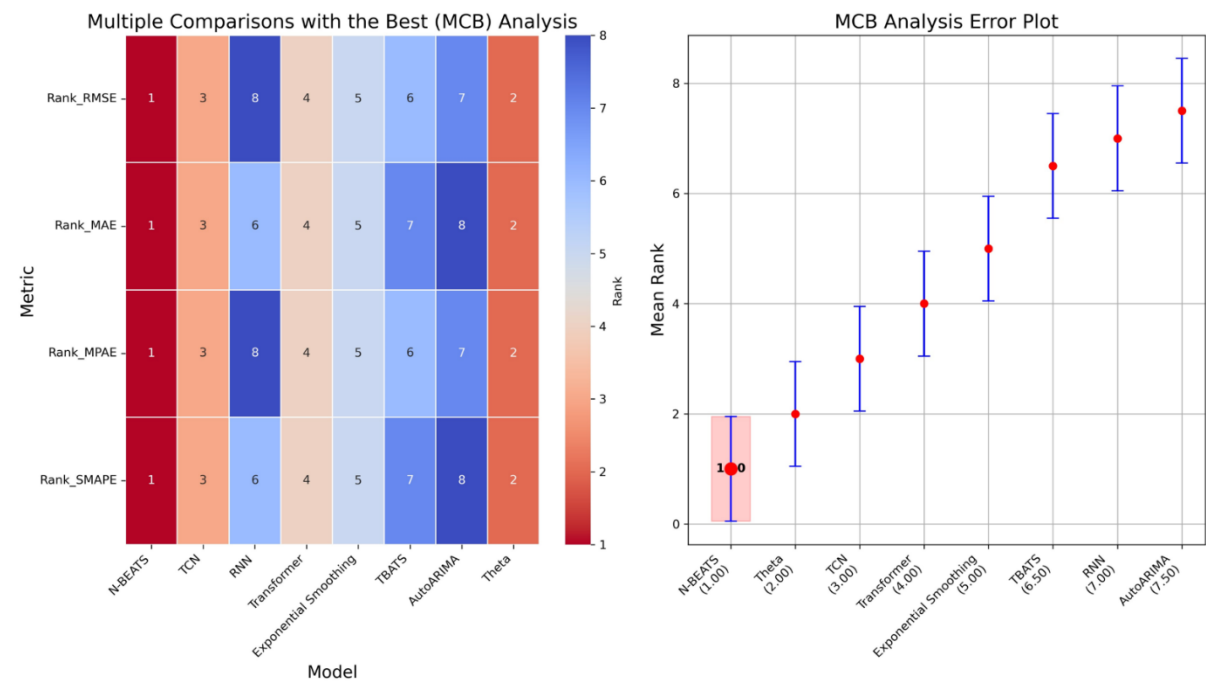 Multiple Comparisons with the Best (MCB) Analysis
Metric
Rank_RMSE 1 3 8 4 5 6 7 2
Rank_MAE 1 3 6 4 5 7 8 2
Rank_MPAE 1 3 8 4 5 6 7 2
Rank_SMAPE 1 3 6 4 5 7 8 2
N-BEATS
TCN
RNN
Transformer
Exponential Smoothing
TBATS
AutoARIMA
Theta
Model
8
7
6
5
4
3
2
1
Rank
MCB Analysis Error Plot
Mean Rank
8
6
4
2
0
N-BEATS
(1.00)
Theta
(2.00)
TCN
(3.00)
Transformer
(4.00)
Exponential Smoothing
(5.00)
TBATS
(6.50)
RNN
(7.00)
AutoARIMA
(7.50)